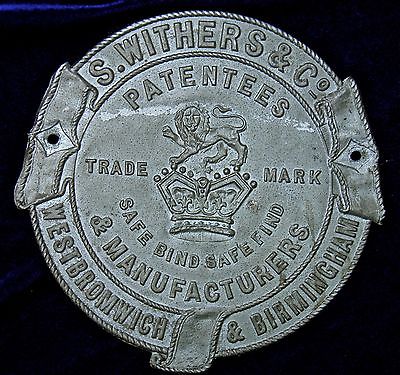 S. WITHERS & Co.
PATENTEES
TRADE MARK
SAFE BIND SAFE FIND
& MANUFACTURERS
WESTBROMWICH & BIRMINGHAM